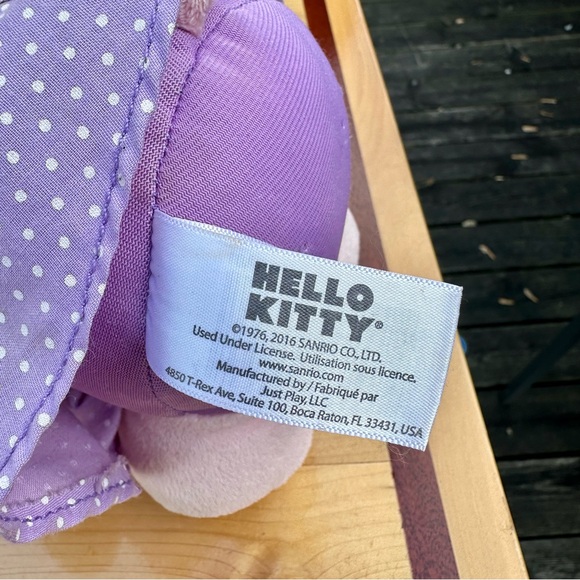 HELLO
KITTY®
©1976, 2016 SANRIO CO., LTD.
Used Under License. Utilisation sous licence.
www.sanrio.com
Manufactured by / Fabriqué par
Just Play, LLC
4850 T-Rex Ave, Suite 100, Boca Raton, FL 33431, USA